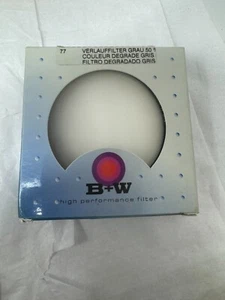 77
VERLAUFFILTER GRAU 50
COULEUR DEGRADE GRIS
FILTRO DEGRADADO GRIS
B+W
high performance filter